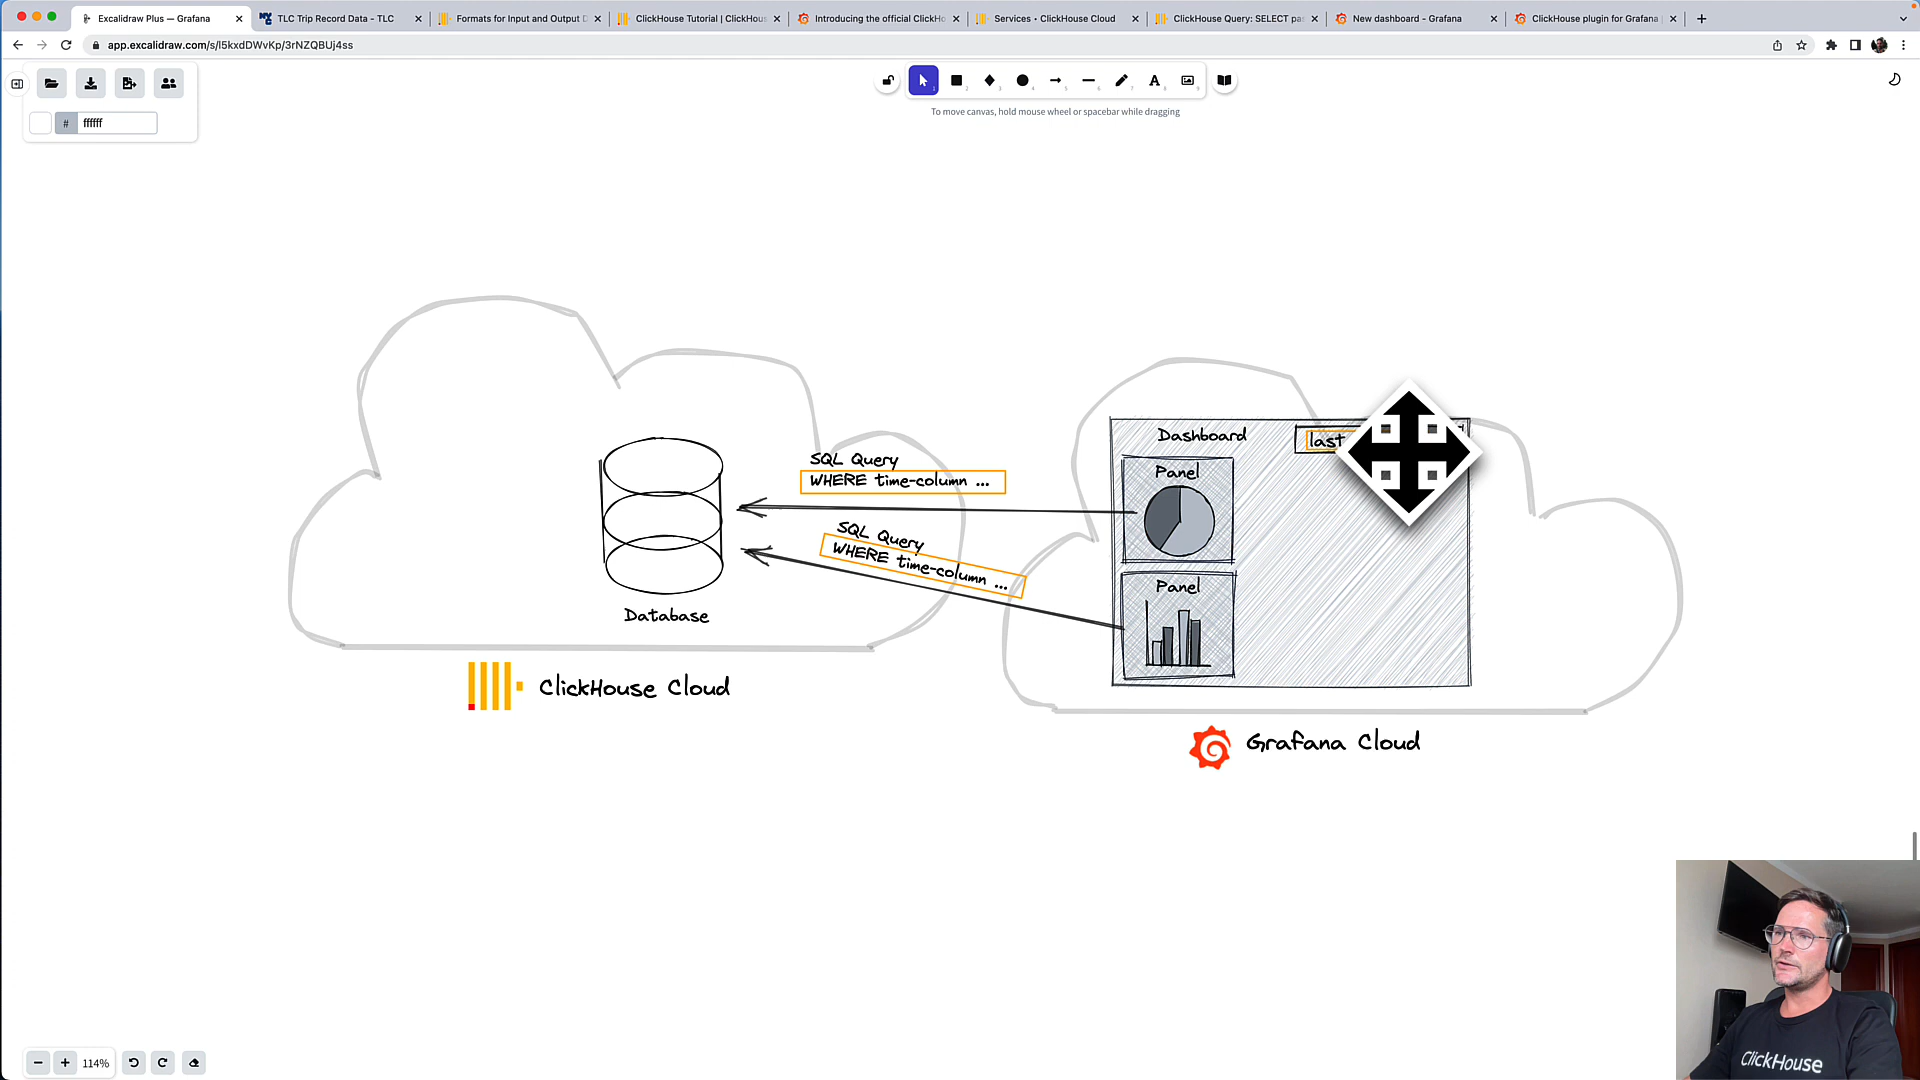 Excalidraw Plus — Grafana
TLC Trip Record Data - TLC
Formats for Input and Output D
ClickHouse Tutorial | ClickHous
Introducing the official ClickHo
Services • ClickHouse Cloud
ClickHouse Query: SELECT pas
New dashboard - Grafana
ClickHouse plugin for Grafana
app.excalidraw.com/s/l5kxdDWvKp/3rNZQBUj4ss
# ffffff
To move canvas, hold mouse wheel or spacebar while dragging
SQL Query
WHERE time-column ...
SQL Query
WHERE time-column ...
Database
ClickHouse Cloud
Dashboard
last
Panel
Panel
Grafana Cloud
114%
ClickHouse